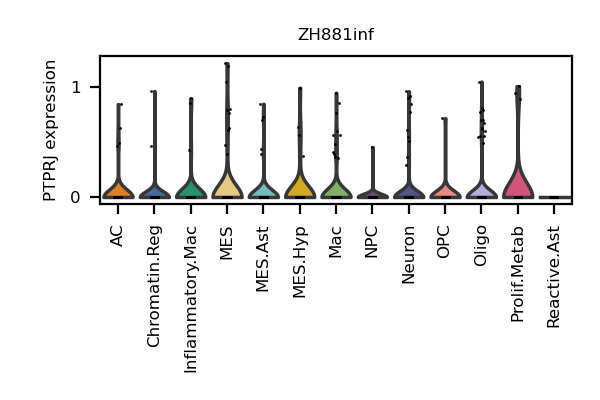 ZH881inf
PTPRJ expression
1
0
AC
Chromatin.Reg
Inflammatory.Mac
MES
MES.Ast
MES.Hyp
Mac
NPC
Neuron
OPC
Oligo
Prolif.Metab
Reactive.Ast